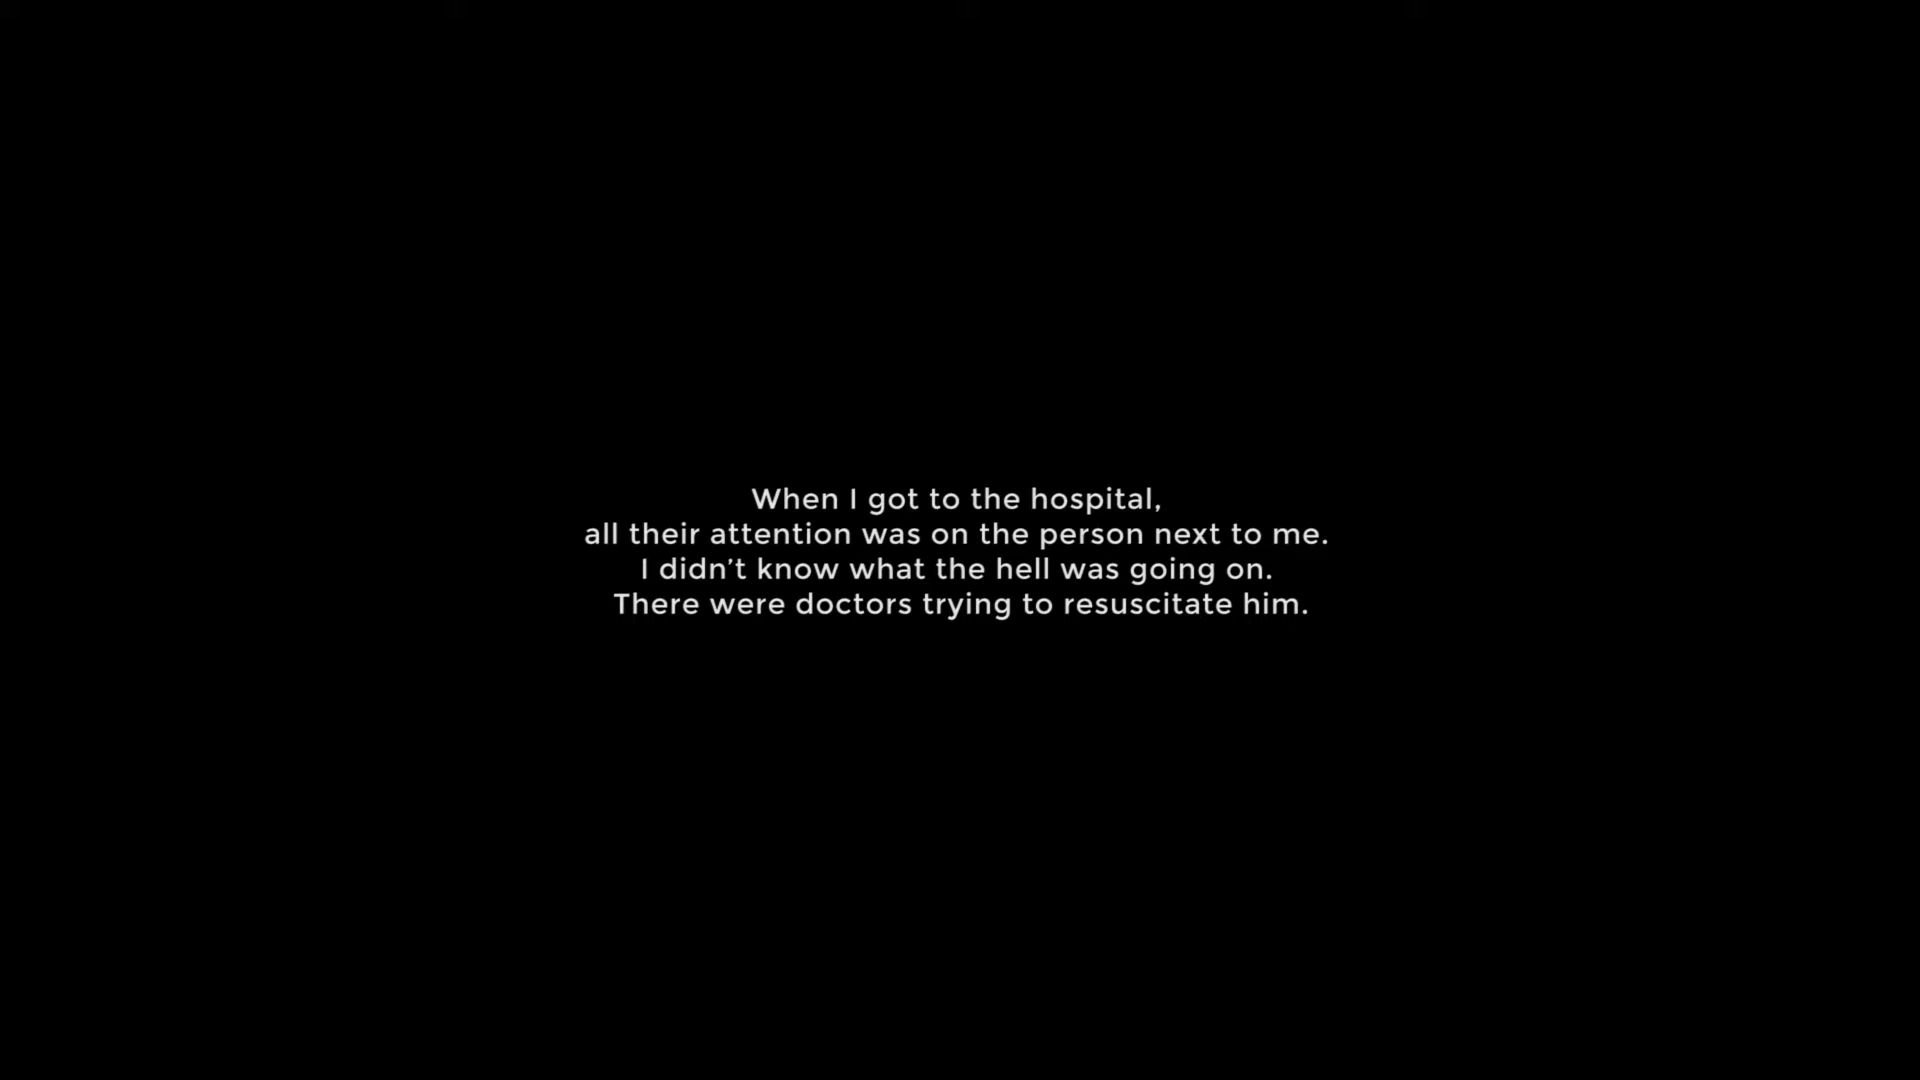 When I got to the hospital,
all their attention was on the person next to me.
I didn’t know what the hell was going on.
There were doctors trying to resuscitate him.